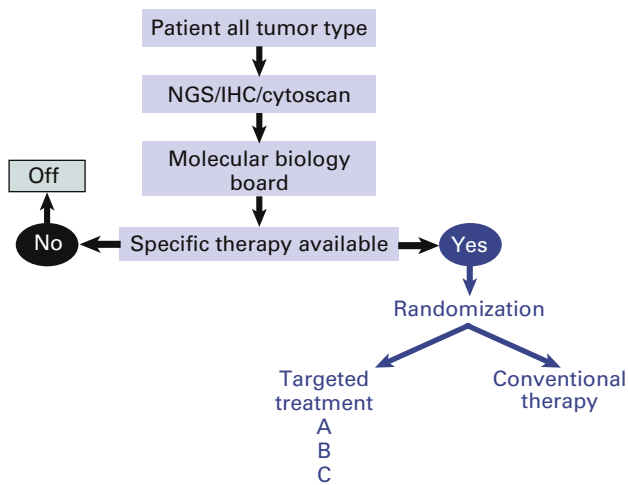 Patient all tumor type
NGS/IHC/cytoscan
Molecular biology
board
Off
No
Specific therapy available
Yes
Randomization
Targeted
treatment
A
B
C
Conventional
therapy